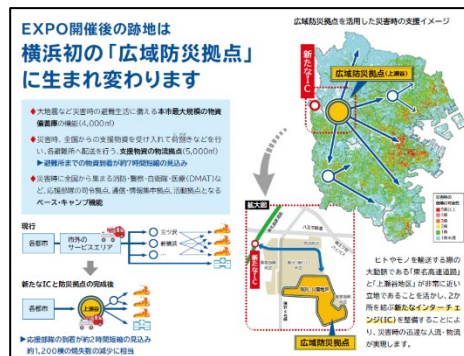 EXPO開催後の跡地は
横浜初の「広域防災拠点」
に生まれ変わります
◆大地震など災害時の避難生活に備える本市最大規模の物資
備蓄庫の機能(4,000㎡)
◆災害時、全国からの支援物資を受け入れて荷捌きなどを行
い、各避難所へ配送を行う、支援物資の物流拠点(5,000㎡)
▶避難所までの物資到着が約7時間短縮の見込み
◆災害時に全国から集まる消防・警察・自衛隊・医療(DMAT)な
ど、応援部隊の司令拠点、通信・情報集中拠点、活動拠点となる
ベース・キャンプ機能
現行
各都市
市外の
サービスエリア
三ツ沢
新横浜
新たなICと防災拠点の完成後
各都市
上瀬谷
▶応援部隊の到着が約2時間短縮の見込み
約1,200棟の焼失数の減少に相当
広域防災拠点を活用した災害時の支援イメージ
新たなIC
広域防災拠点(上瀬谷)
拡大図
新たなIC
広域防災拠点
ヒトやモノを輸送する際の
大動脈である「東名高速道路」
と「上瀬谷地区」が非常に近い
立地であることを活かし、2か
所を結ぶ新たなインターチェ
ンジ(IC)を整備することによ
り、災害時の迅速な人流・物流
が実現します。